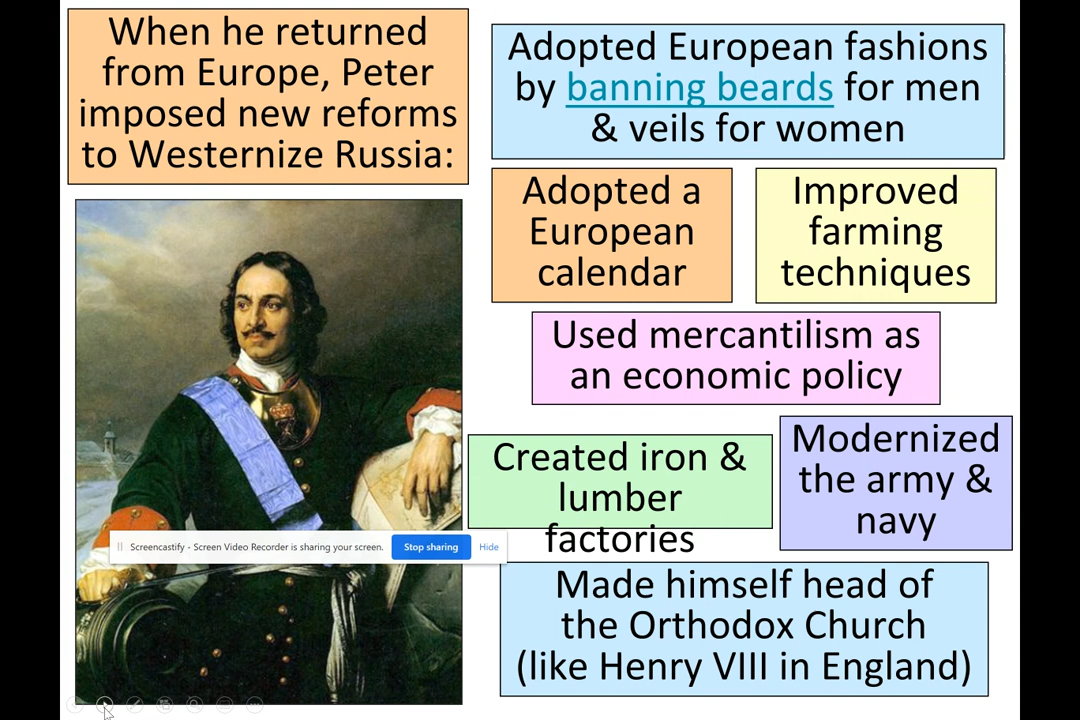 When he returned
from Europe, Peter
imposed new reforms
to Westernize Russia:
Adopted European fashions
by banning beards for men
& veils for women
Adopted a
European
calendar
Improved
farming
techniques
Used mercantilism as
an economic policy
Created iron &
lumber
factories
Modernized
the army &
navy
Screencastify - Screen Video Recorder is sharing your screen. Stop sharing Hide
Made himself head of
the Orthodox Church
(like Henry VIII in England)